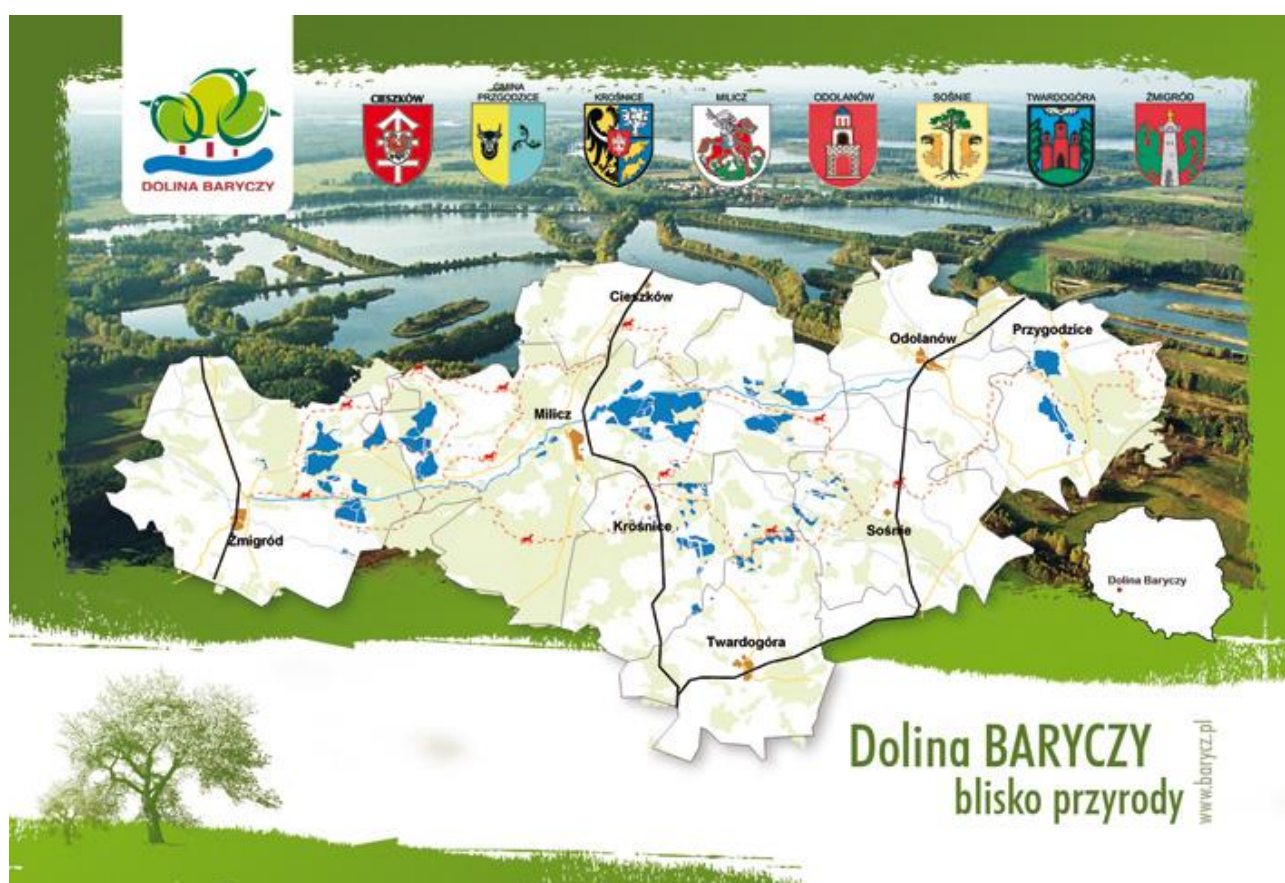 DOLINA BARYCZY
CIESZKÓW
GMINA
PRZGODZICE
KROŚNICE
MILICZ
ODOLANÓW
SOŚNIE
TWARDOGÓRA
ŻMIGRÓD
Cieszków
Odolanów
Przygodzice
Milicz
Krośnice
Sośnie
Żmigród
Dolina Baryczy
Twardogóra
Dolina BARYCZY
blisko przyrody
www.barycz.pl